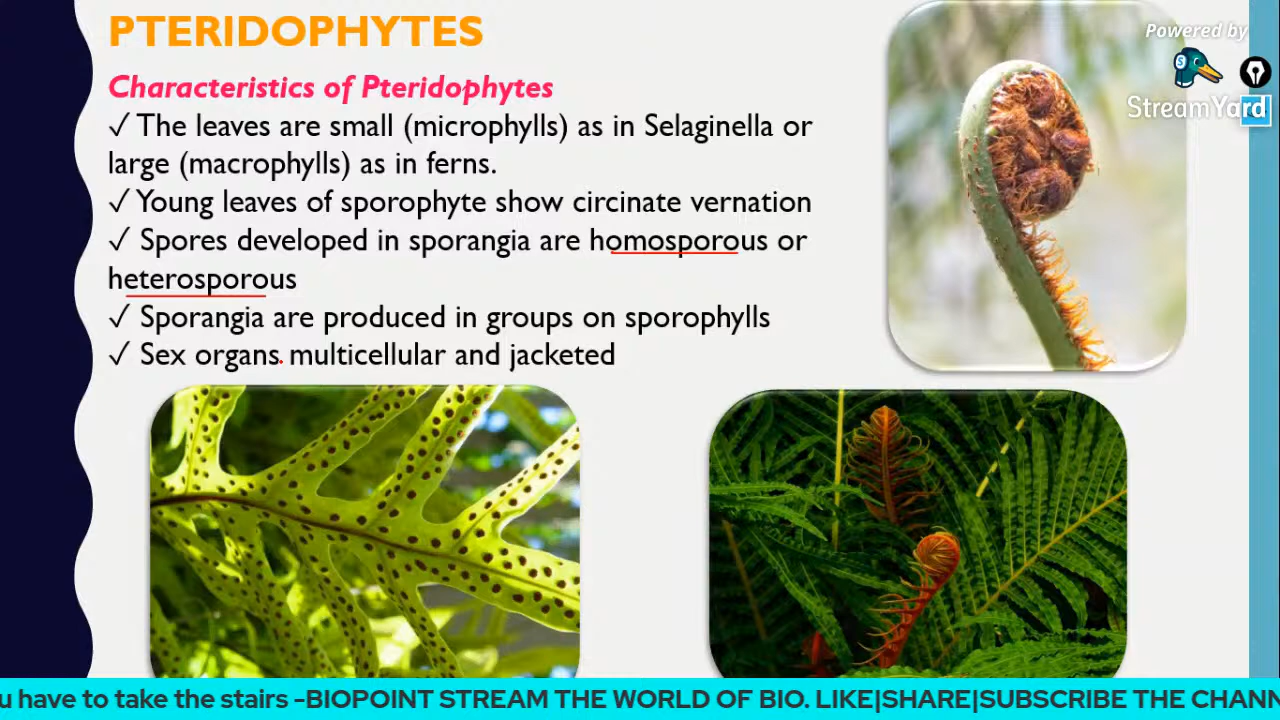 PTERIDOPHYTES
Powered by
StreamYard
Characteristics of Pteridophytes
✓ The leaves are small (microphylls) as in Selaginella or
large (macrophylls) as in ferns.
✓ Young leaves of sporophyte show circinate vernation
✓ Spores developed in sporangia are homosporous or
heterosporous
✓ Sporangia are produced in groups on sporophylls
✓ Sex organs multicellular and jacketed
u have to take the stairs -BIOPOINT STREAM THE WORLD OF BIO. LIKE|SHARE|SUBSCRIBE THE CHANN